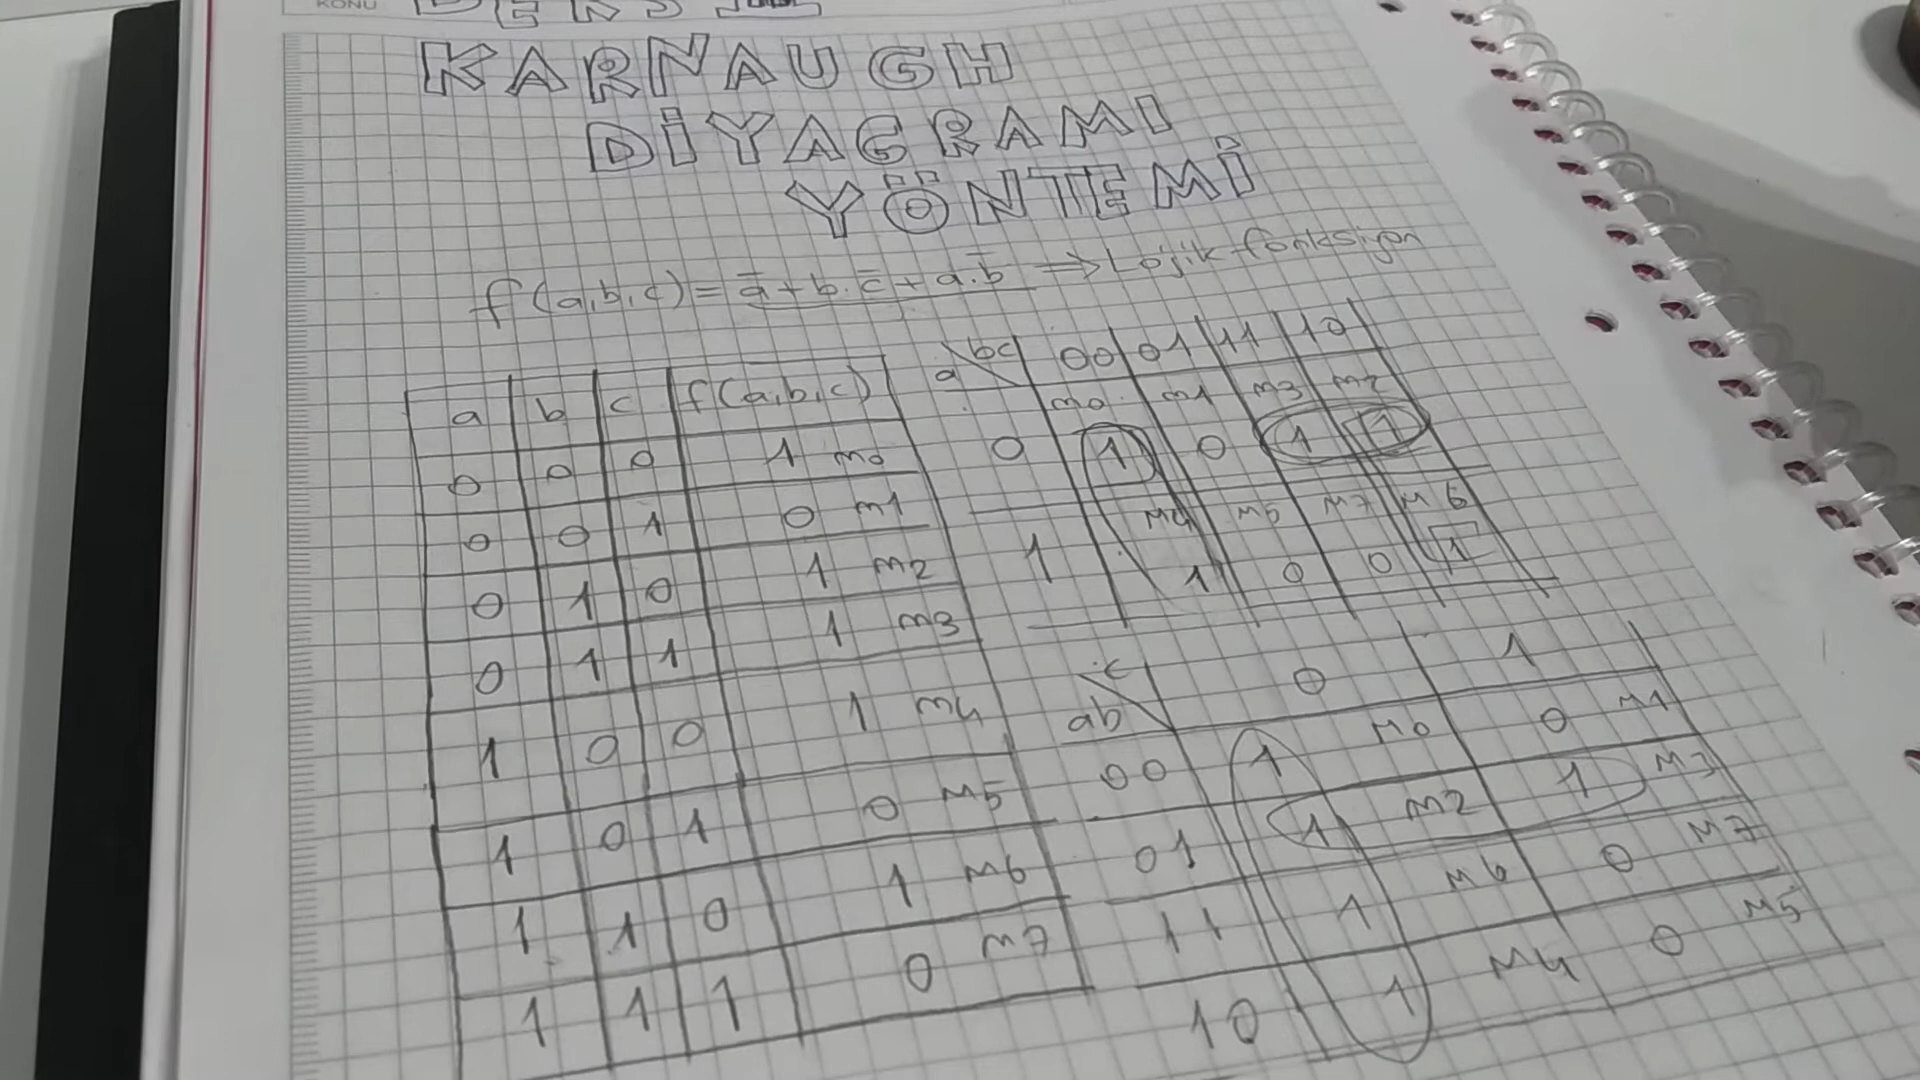 KONU DERS II
KARNAUGH
DİYAGRAMI
YÖNTEMİ
f(a,b,c) = a̅ + b.c̅ + a.b̅ => Lojik fonksiyon
a b c f(a,b,c)
0 0 0 1 m0
0 0 1 0 m1
0 1 0 1 m2
0 1 1 1 m3
1 0 0 1 m4
1 0 1 0 M5
1 1 0 1 M6
1 1 1 0 M7
a bc 00 01 11 10
m0 m1 m3 m2
0 1 0 1 1
M4 M5 M7 M6
1 1 0 0 1
ab c 0 1
00 1 M0 0 M1
01 1 M2 1 M3
11 1 M6 0 M7
10 1 M4 0 M5